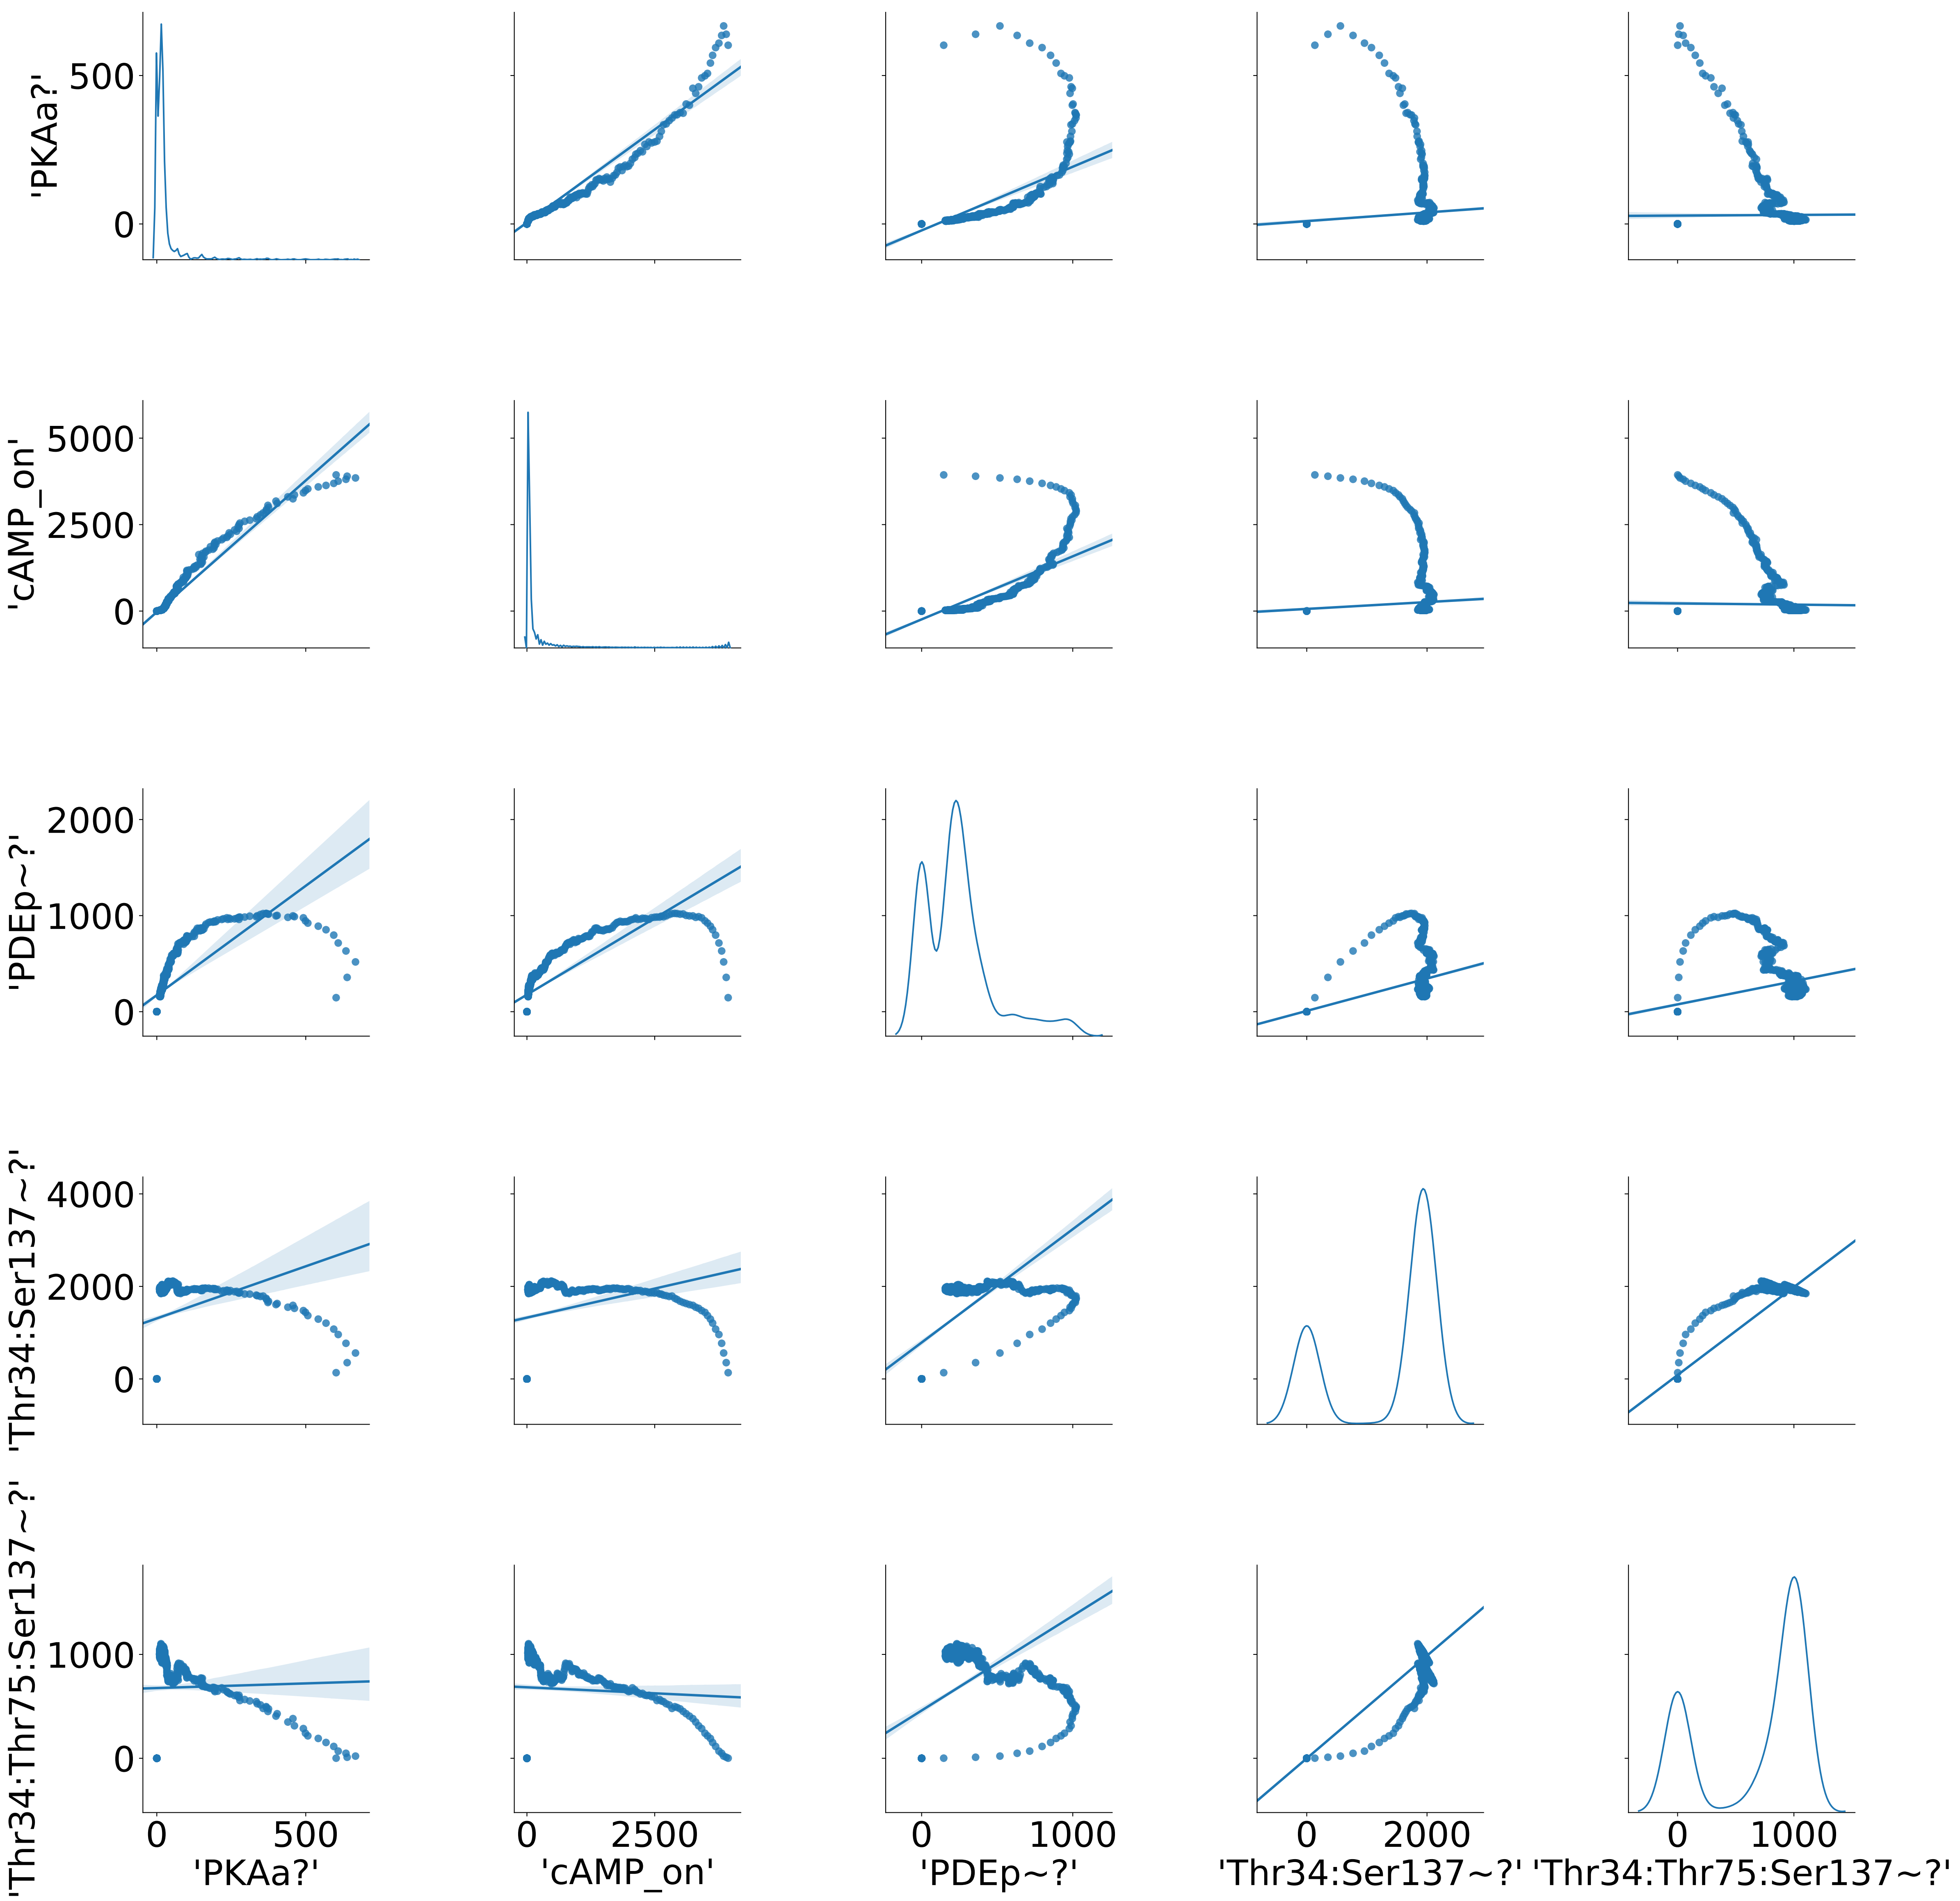 'PKAa?'
500
0
'cAMP_on'
5000
2500
0
'PDEp~?'
2000
1000
0
'Thr34:Ser137~?'
4000
2000
0
'Thr34:Thr75:Ser137~?'
1000
0
0 500 0 2500 0 1000 0 2000 0 1000
'PKAa?' 'cAMP_on' 'PDEp~?' 'Thr34:Ser137~?' 'Thr34:Thr75:Ser137~?'